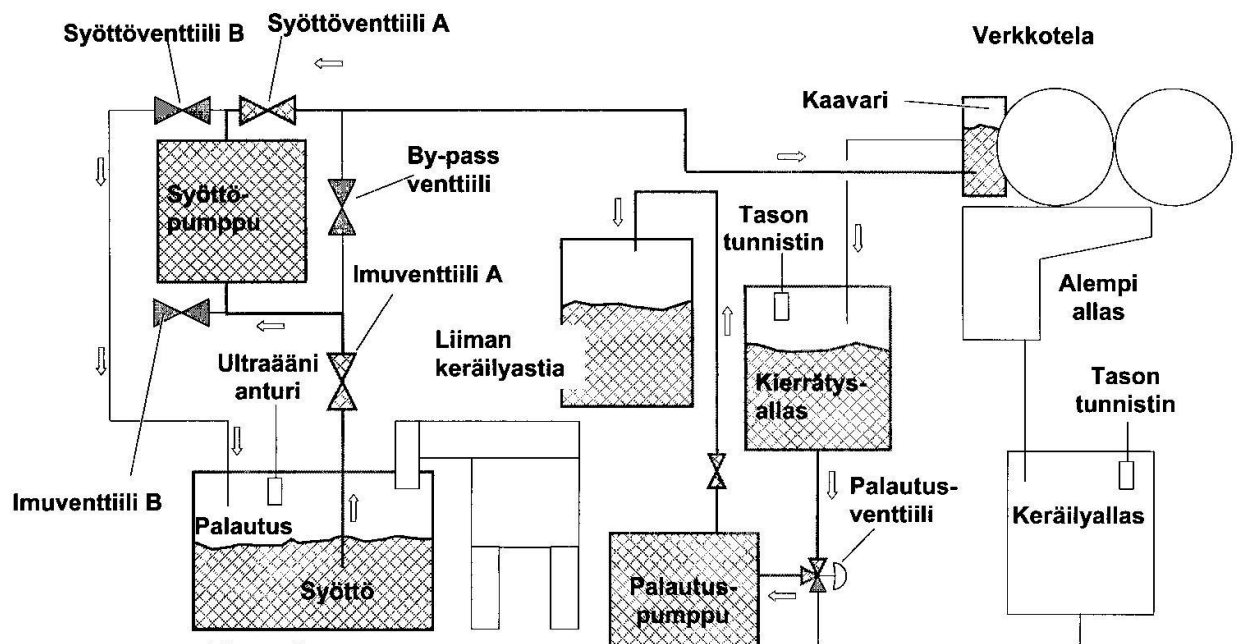 Syöttöventtiili B
Syöttöventtiili A
Verkkotela
Kaavari
By-pass
venttiili
Syöttö-
pumppu
Tason
tunnistin
Imuventtiili A
Alempi
allas
Liiman
keräilyastia
Ultraääni
anturi
Kierrätys-
allas
Tason
tunnistin
Imuventtiili B
Palautus
Palautus-
venttiili
Keräilyallas
Syöttö
Palautus-
pumppu